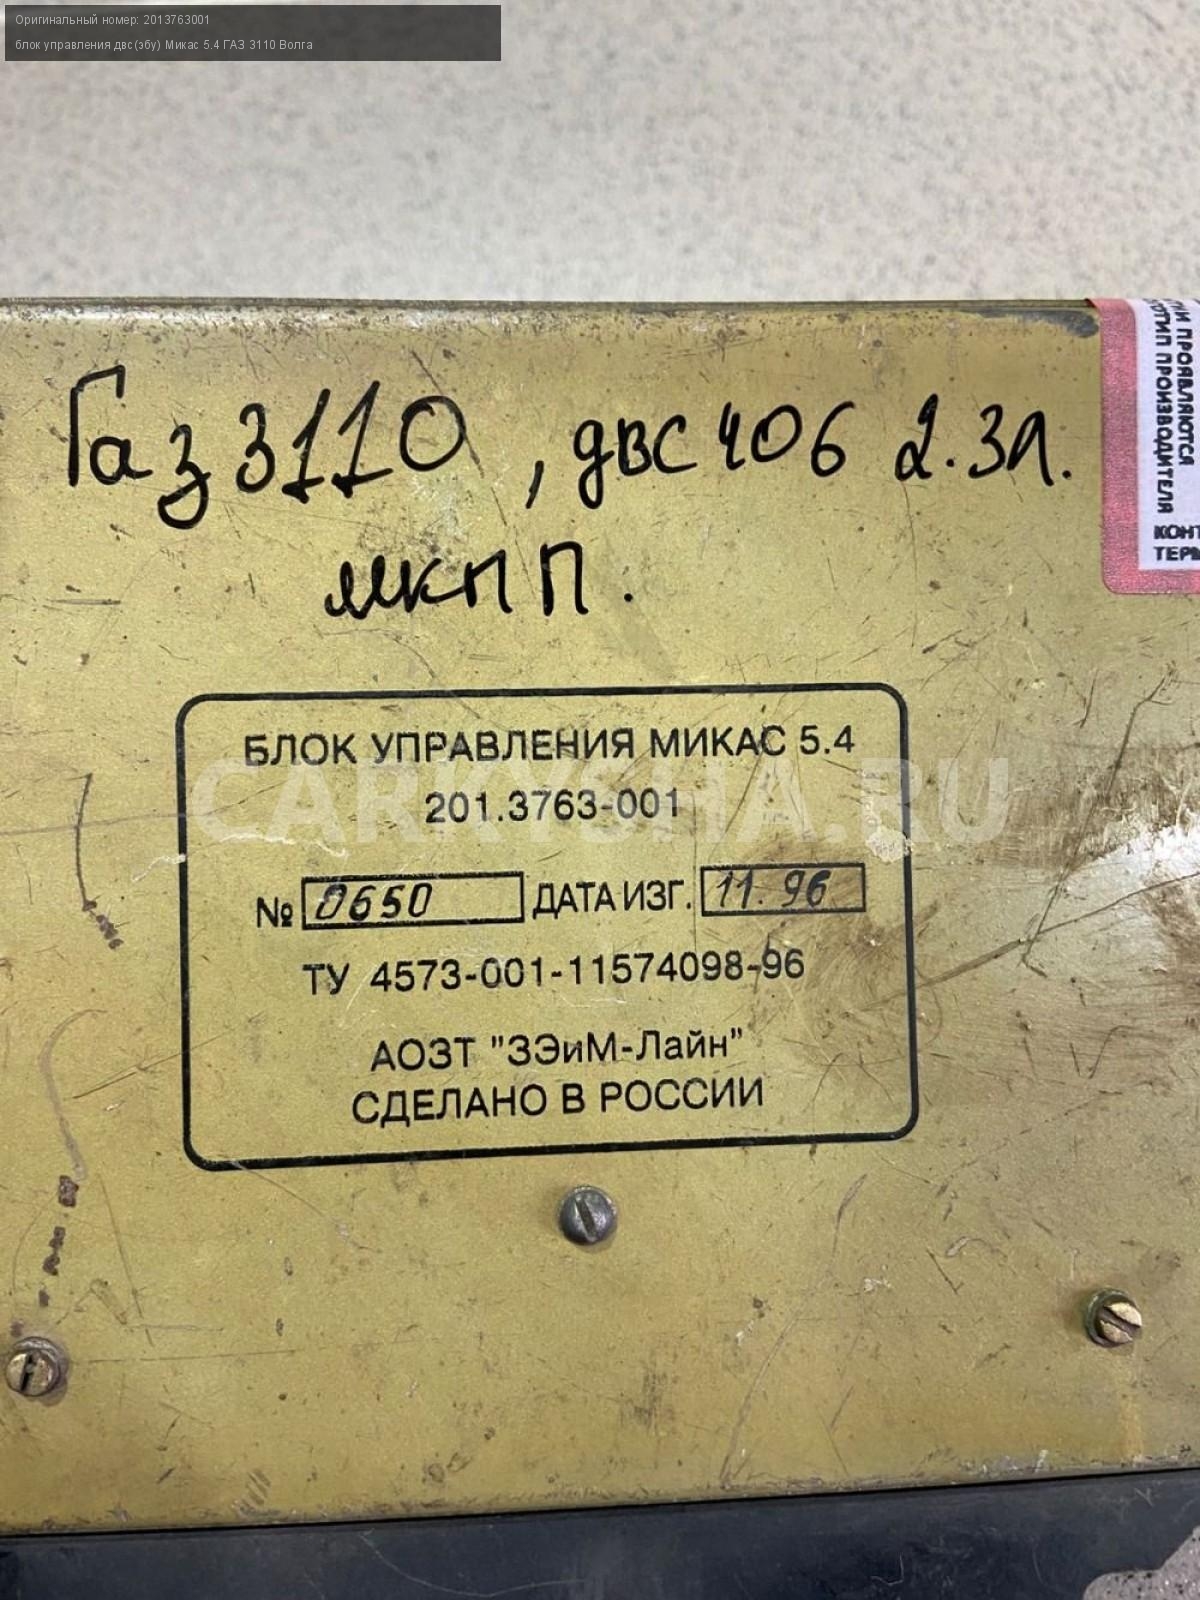 Оригинальный номер: 2013763001
блок управления двс (эбу) Микас 5.4 ГАЗ 3110 Волга
ПРОЯВЛЯЮТСЯ
ПРОИЗВОДИТЕЛЯ
Газ 3110, двс 406 2.3л.
мкпп.
БЛОК УПРАВЛЕНИЯ МИКАС 5.4
201.3763-001
CARKYSHA.RU
№ 0650 ДАТА ИЗГ. 11.96
ТУ 4573-001-11574098-96
АОЗТ "ЗЭиМ-Лайн"
СДЕЛАНО В РОССИИ